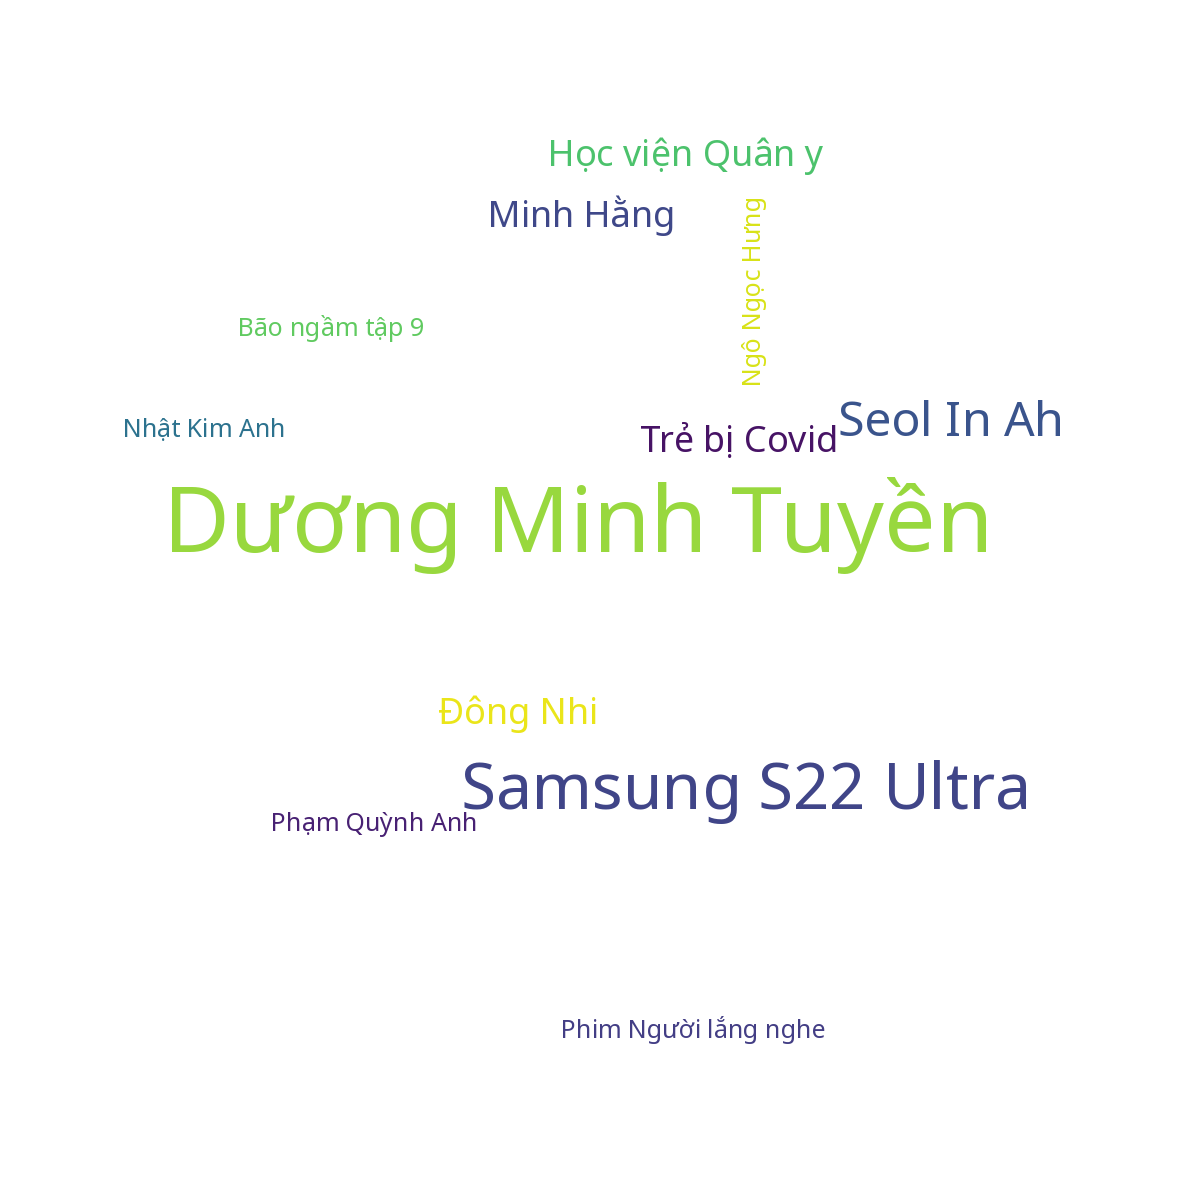 Học viện Quân y
Minh Hằng
Ngô Ngọc Hưng
Bão ngầm tập 9
Seol In Ah
Nhật Kim Anh
Trẻ bị Covid
Dương Minh Tuyền
Đông Nhi
Samsung S22 Ultra
Phạm Quỳnh Anh
Phim Người lắng nghe